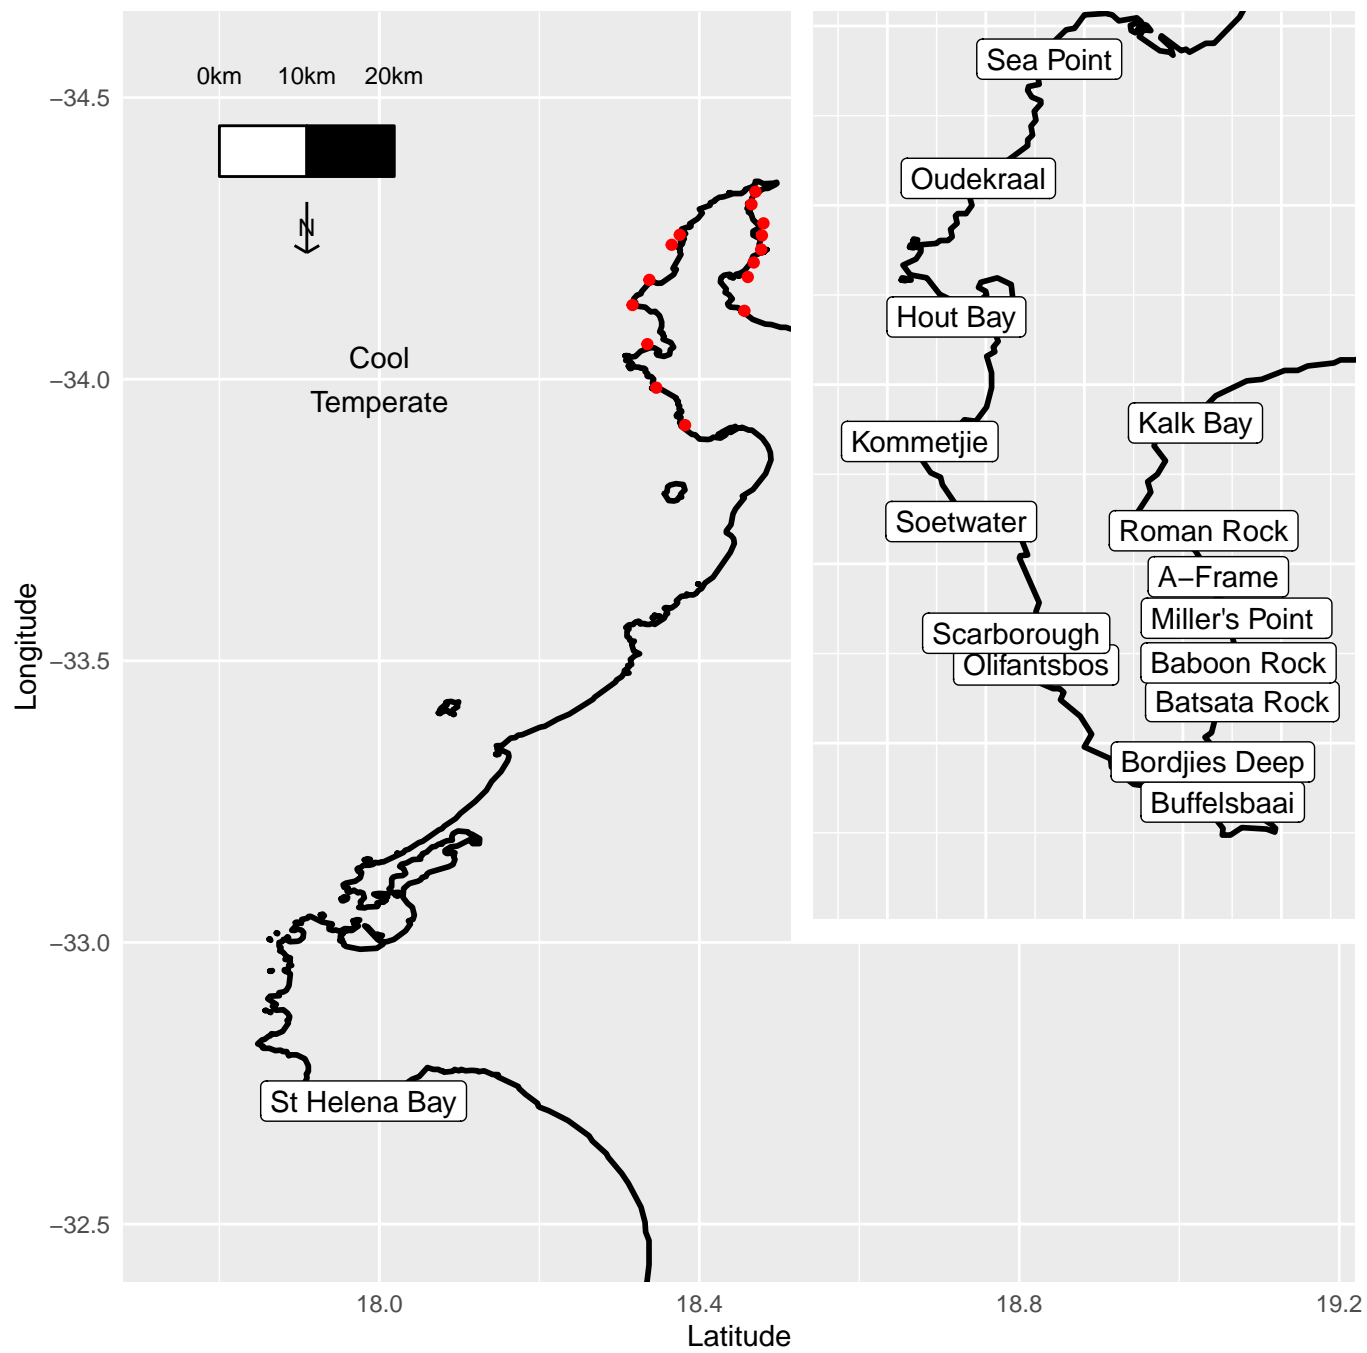 0km 10km 20km
N
Cool
Temperate
St Helena Bay
Sea Point
Oudekraal
Hout Bay
Kommetjie
Kalk Bay
Soetwater
Roman Rock
A−Frame
Miller's Point
Scarborough
Olifantsbos
Baboon Rock
Batsata Rock
Bordjies Deep
Buffelsbaai
−34.5
−34.0
−33.5
−33.0
−32.5
Longitude
18.0 18.4 18.8 19.2
Latitude